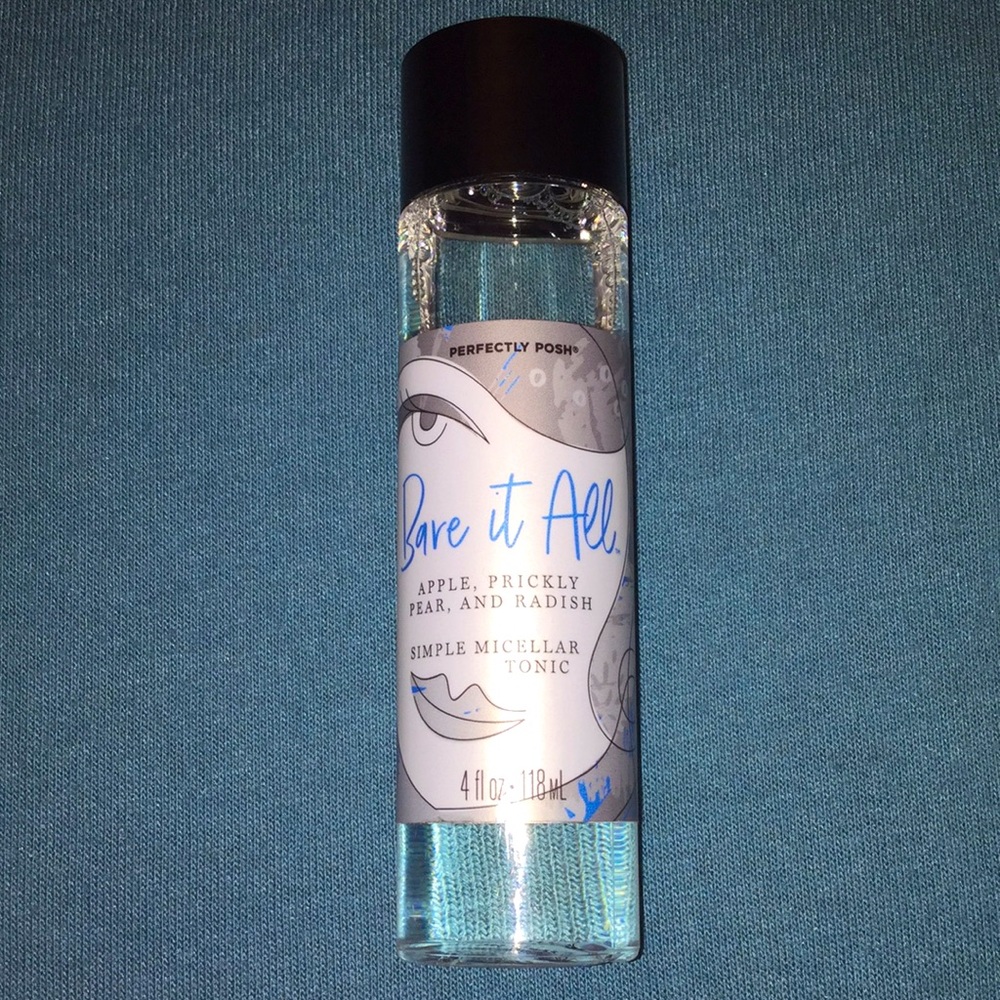 PERFECTLY POSH®
Bare it All™
APPLE, PRICKLY
PEAR, AND RADISH
SIMPLE MICELLAR
TONIC
4 fl oz · 118 mL